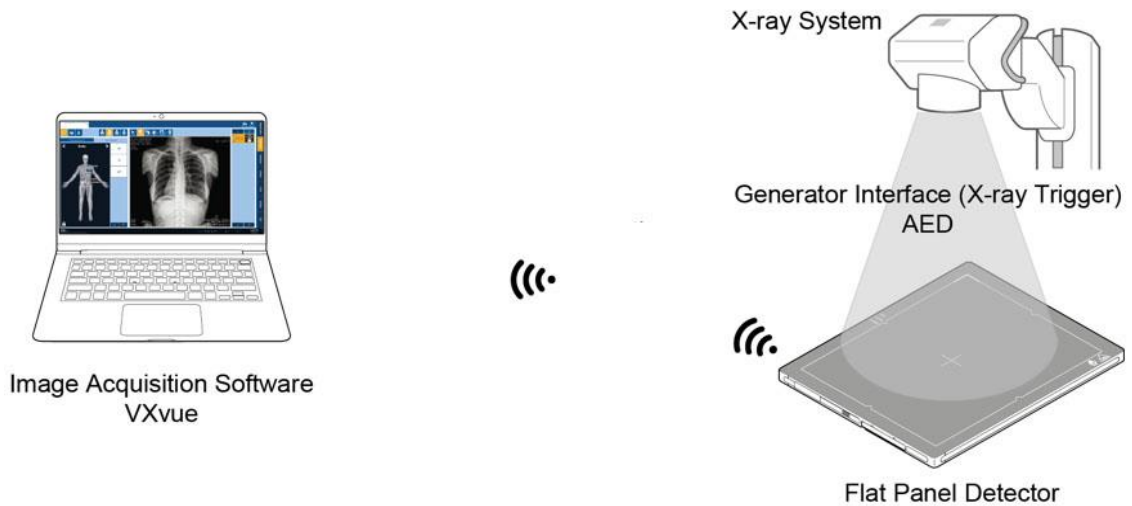 X-ray System
Generator Interface (X-ray Trigger)
AED
Image Acquisition Software
VXvue
Flat Panel Detector